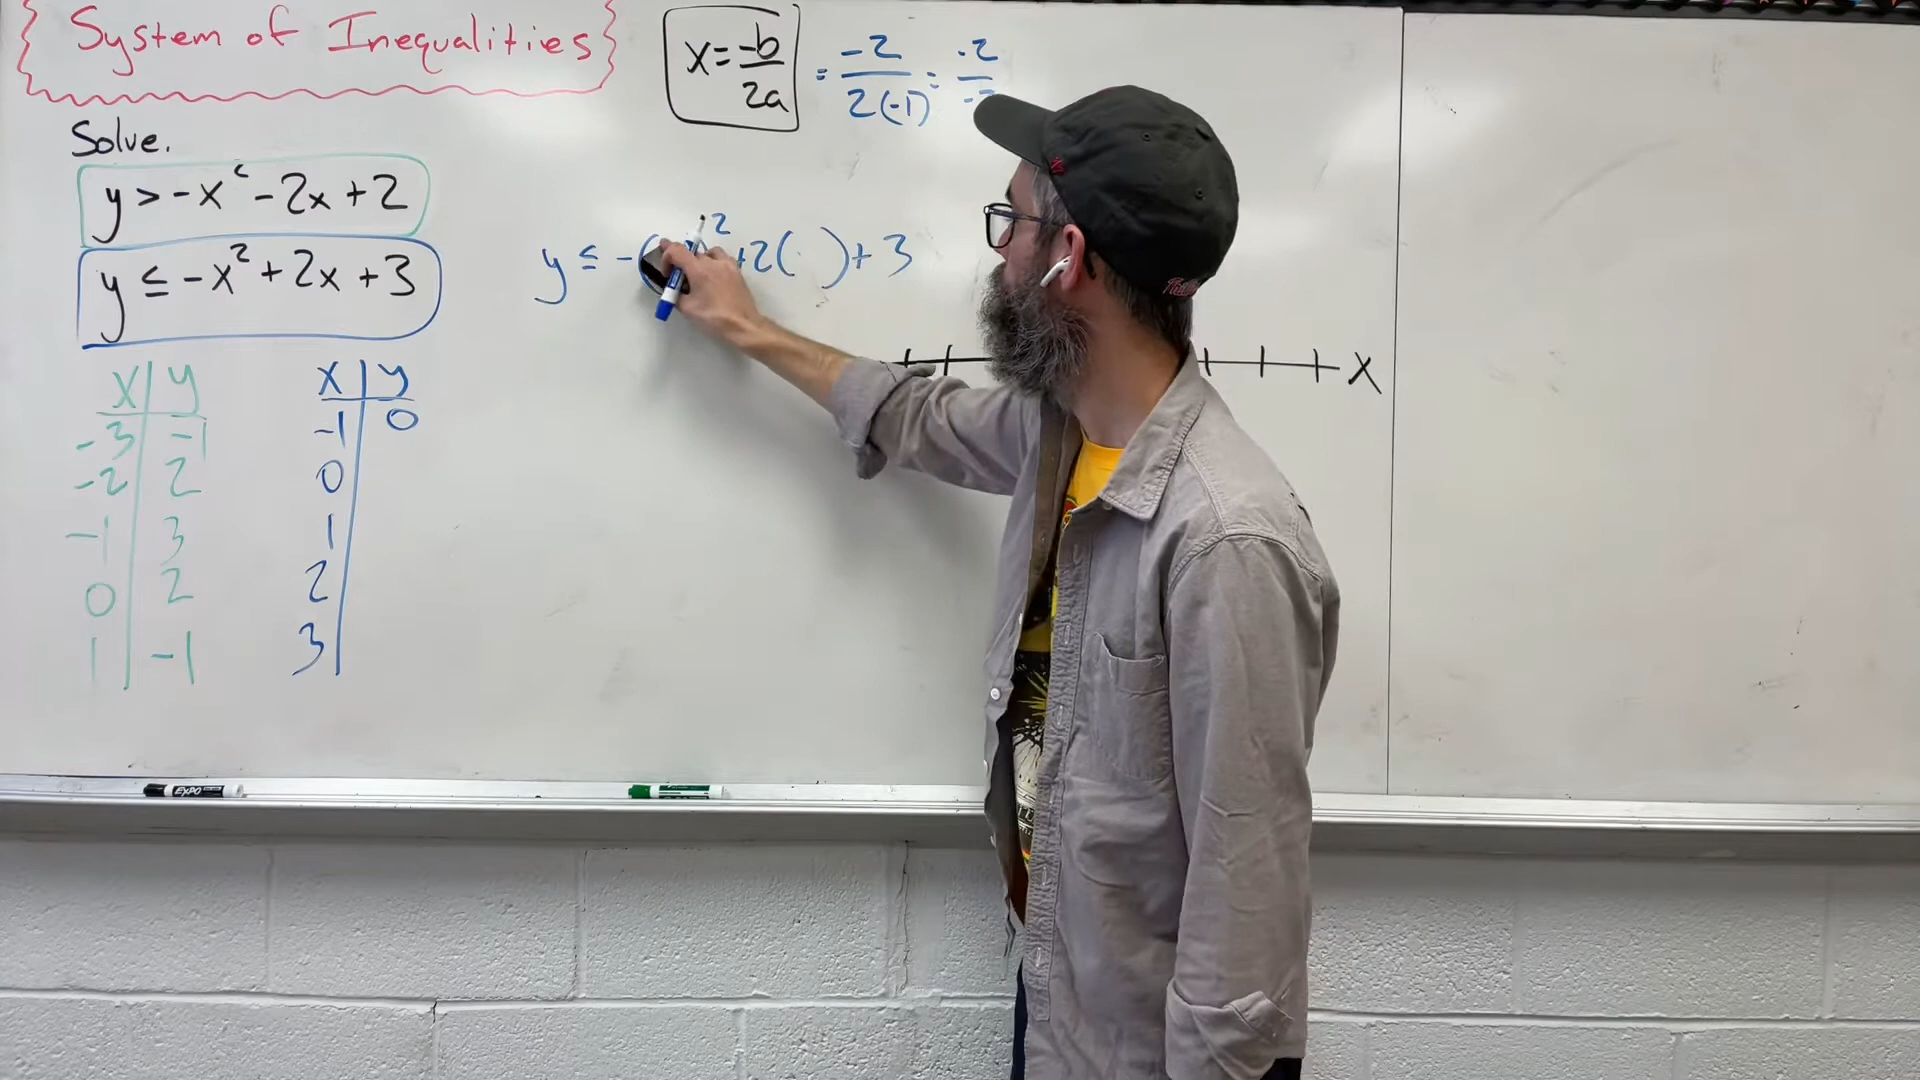 System of Inequalities
x = -b/2a = -2/2(-1) = -2/-2
Solve.
y > -x² - 2x + 2
y ≤ -x² + 2x + 3
y ≤ -( )² + 2( ) + 3
x | y
-3 | -1
-2 | 2
-1 | 3
0 | 2
1 | -1
x | y
-1 | 0
0
1
2
3
X
EXPO